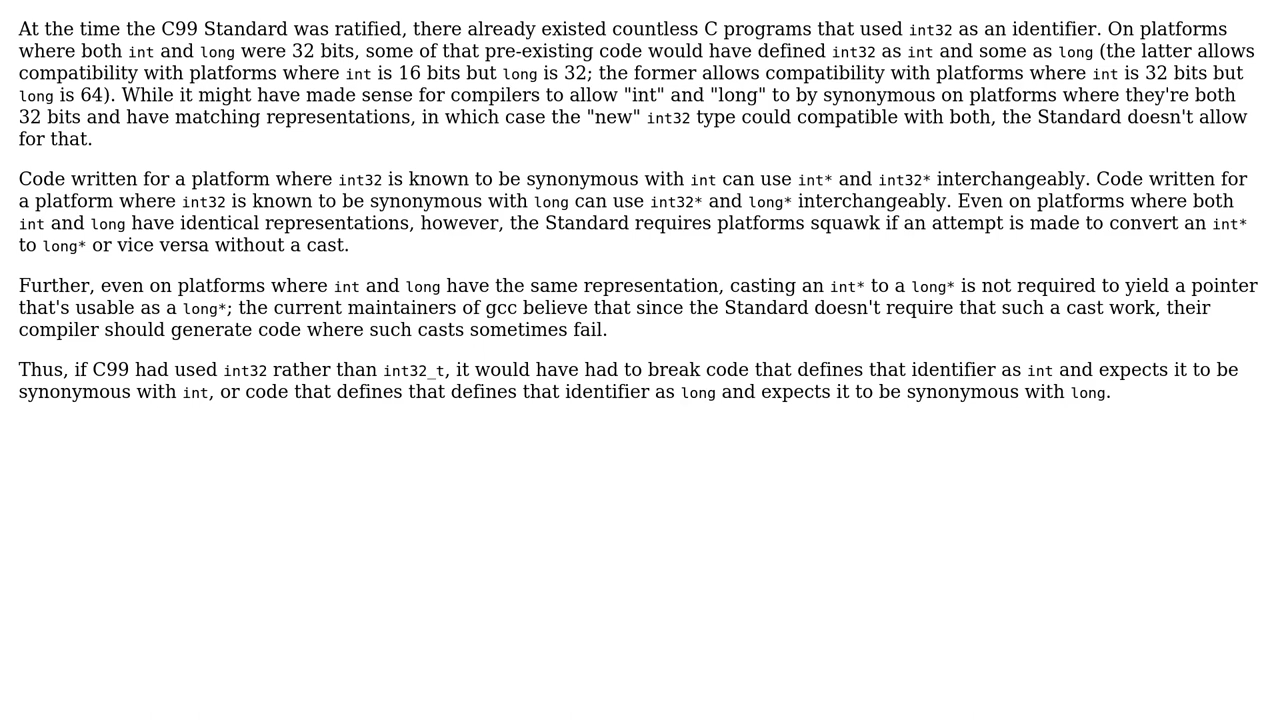 At the time the C99 Standard was ratified, there already existed countless C programs that used int32 as an identifier. On platforms
where both int and long were 32 bits, some of that pre-existing code would have defined int32 as int and some as long (the latter allows
compatibility with platforms where int is 16 bits but long is 32; the former allows compatibility with platforms where int is 32 bits but
long is 64). While it might have made sense for compilers to allow "int" and "long" to by synonymous on platforms where they're both
32 bits and have matching representations, in which case the "new" int32 type could compatible with both, the Standard doesn't allow
for that.
Code written for a platform where int32 is known to be synonymous with int can use int* and int32* interchangeably. Code written for
a platform where int32 is known to be synonymous with long can use int32* and long* interchangeably. Even on platforms where both
int and long have identical representations, however, the Standard requires platforms squawk if an attempt is made to convert an int*
to long* or vice versa without a cast.
Further, even on platforms where int and long have the same representation, casting an int* to a long* is not required to yield a pointer
that's usable as a long*; the current maintainers of gcc believe that since the Standard doesn't require that such a cast work, their
compiler should generate code where such casts sometimes fail.
Thus, if C99 had used int32 rather than int32_t, it would have had to break code that defines that identifier as int and expects it to be
synonymous with int, or code that defines that defines that identifier as long and expects it to be synonymous with long.